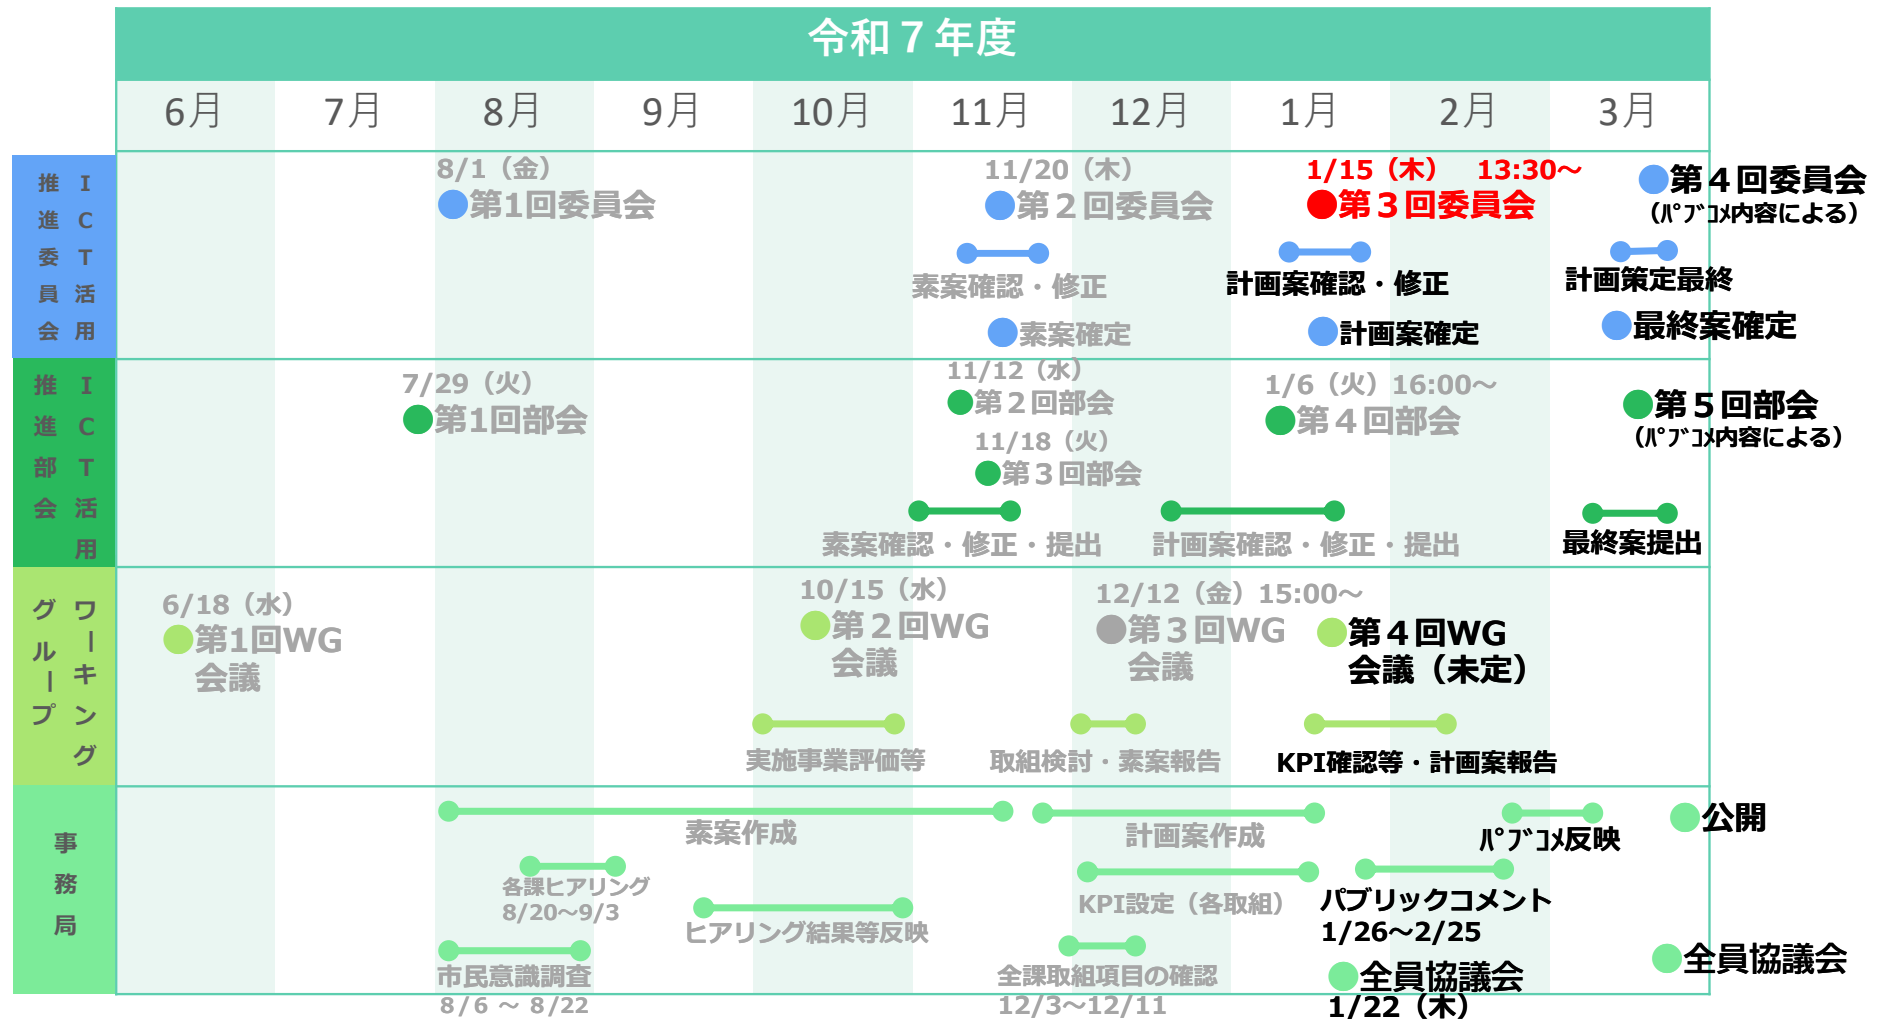 令和７年度
6月
7月
8月
9月
10月
11月
12月
1月
2月
3月
ＩＣＴ活用
推進委員会
8/1（金）
第1回委員会
11/20（木）
第２回委員会
素案確認・修正
素案確定
1/15（木）　13:30～
第３回委員会
計画案確認・修正
計画案確定
第４回委員会
（ﾊﾟﾌﾞｺﾒ内容による）
計画策定最終
最終案確定
ＩＣＴ活用
推進部会
7/29（火）
第1回部会
11/12（水）
第２回部会
11/18（火）
第３回部会
素案確認・修正・提出
1/6（火）16:00～
第４回部会
計画案確認・修正・提出
第５回部会
（ﾊﾟﾌﾞｺﾒ内容による）
最終案提出
ワーキング
グループ
6/18（水）
第1回WG
会議
10/15（水）
第２回WG
会議
実施事業評価等
12/12（金）15:00～
第３回WG
会議
取組検討・素案報告
第４回WG
会議（未定）
KPI確認等・計画案報告
事務局
素案作成
計画案作成
ﾊﾟﾌﾞｺﾒ反映
公開
各課ヒアリング
8/20～9/3
ヒアリング結果等反映
KPI設定（各取組）
パブリックコメント
1/26～2/25
市民意識調査
8/6 ～ 8/22
全課取組項目の確認
12/3～12/11
全員協議会
1/22（木）
全員協議会